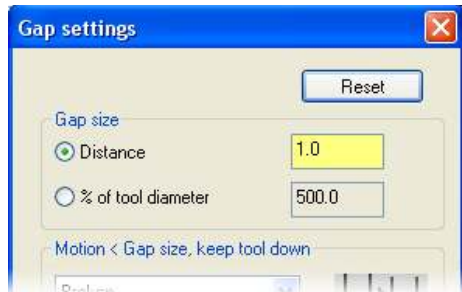 Gap settings
Reset
Gap size
Distance 1.0
% of tool diameter 500.0
Motion < Gap size, keep tool down